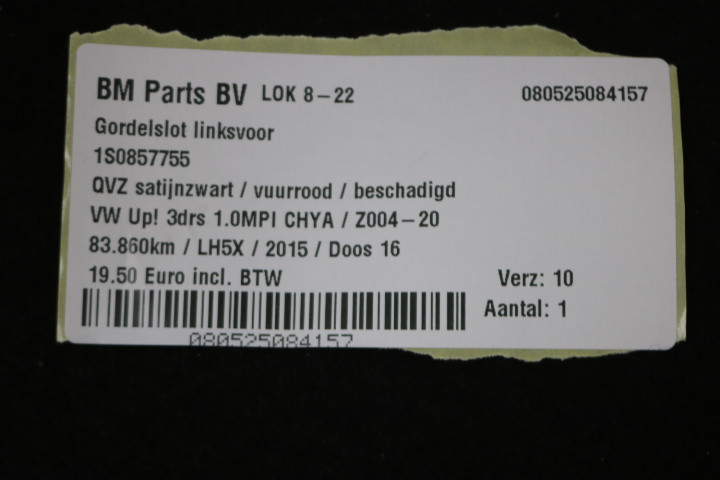 BM Parts BV LOK 8-22 080525084157
Gordelslot linksvoor
1S0857755
QVZ satijnzwart / vuurrood / beschadigd
VW Up! 3drs 1.0MPI CHYA / Z004-20
83.860km / LH5X / 2015 / Doos 16
19.50 Euro incl. BTW Verz: 10
Aantal: 1
080525084157